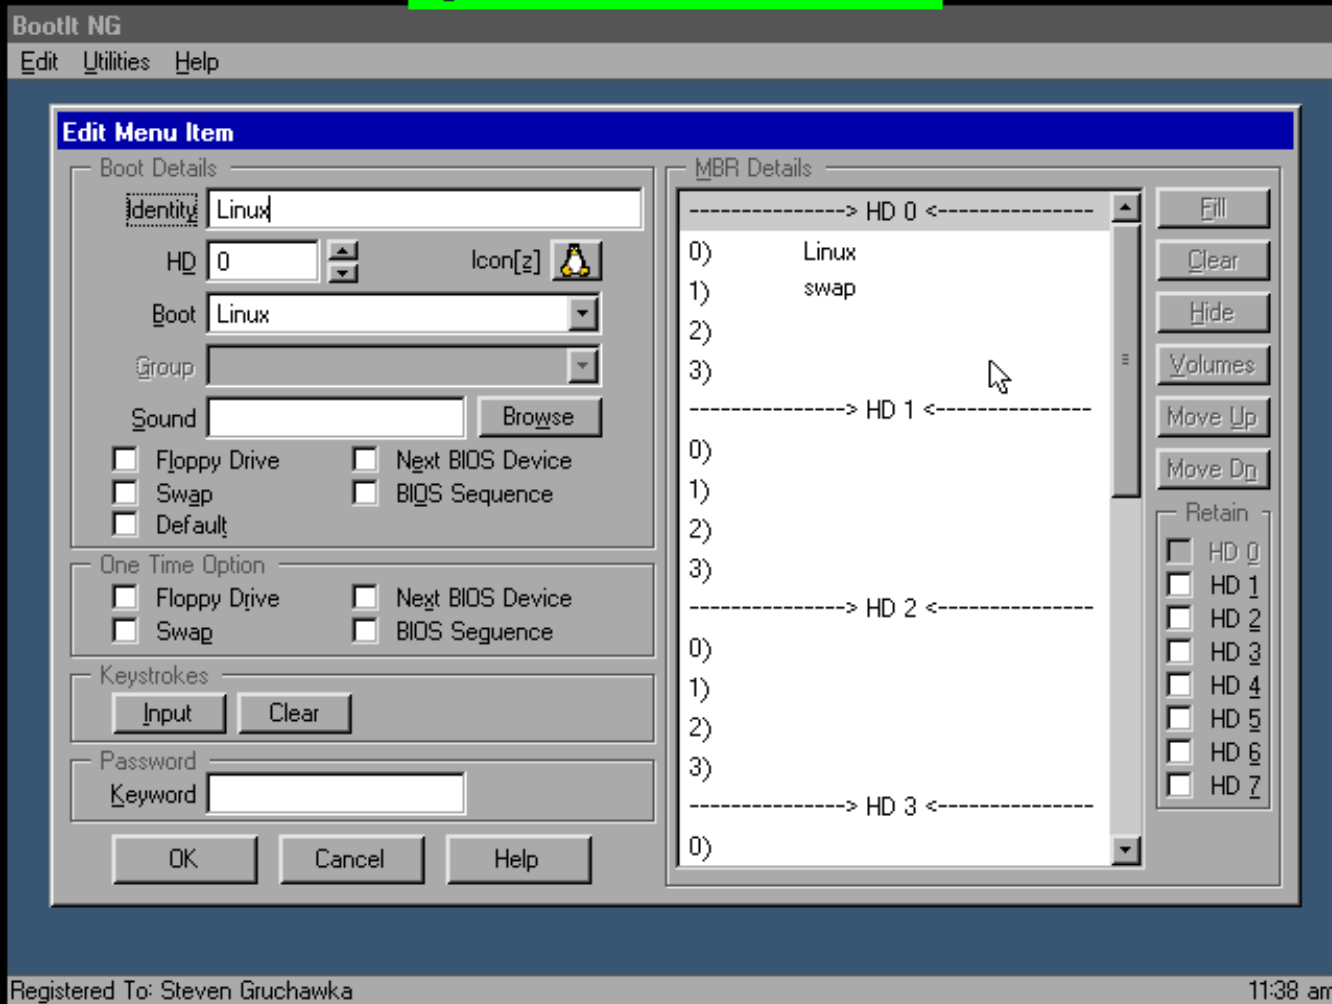 BootIt NG
Edit Utilities Help
Edit Menu Item
Boot Details
Identity Linux
HD 0 Icon[z]
Boot Linux
Group
Sound Browse
Floppy Drive Next BIOS Device
Swap BIOS Sequence
Default
One Time Option
Floppy Drive Next BIOS Device
Swap BIOS Sequence
Keystrokes
Input Clear
Password
Keyword
OK Cancel Help
MBR Details
---------------> HD 0 <---------------
0) Linux
1) swap
2)
3)
---------------> HD 1 <---------------
0)
1)
2)
3)
---------------> HD 2 <---------------
0)
1)
2)
3)
---------------> HD 3 <---------------
0)
Fill
Clear
Hide
Volumes
Move Up
Move Dn
Retain
HD 0
HD 1
HD 2
HD 3
HD 4
HD 5
HD 6
HD 7
Registered To: Steven Gruchawka 11:38 am